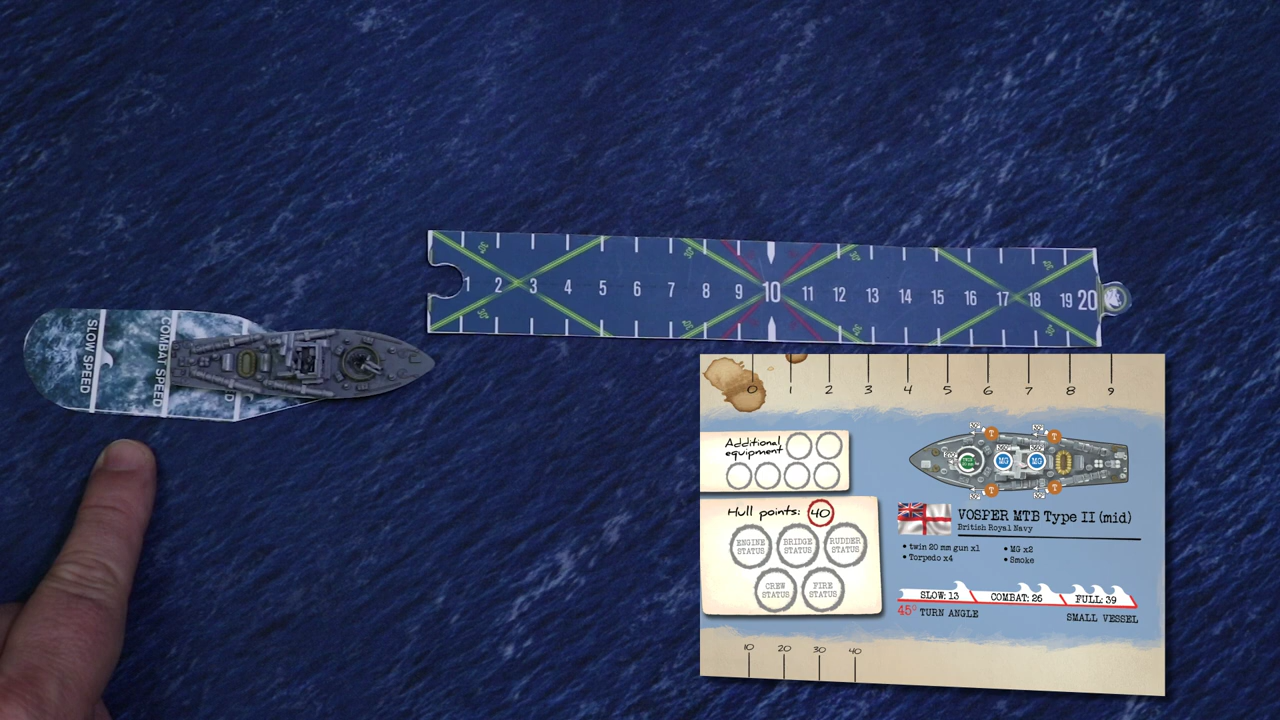 1 2 3 4 5 6 7 8 9 10 11 12 13 14 15 16 17 18 19 20
SLOW SPEED
COMBAT SPEED
0 1 2 3 4 5 6 7 8 9
Additional
equipment
Hull points: 40
ENGINE
STATUS
BRIDGE
STATUS
RUDDER
STATUS
CREW
STATUS
FIRE
STATUS
10 20 30 40
T T
MG MG
T T
VOSPER MTB Type II (mid)
British Royal Navy
• twin 20 mm gun x1
• Torpedo x4
• MG x2
• Smoke
SLOW: 13 COMBAT: 26 FULL: 39
45° TURN ANGLE
SMALL VESSEL